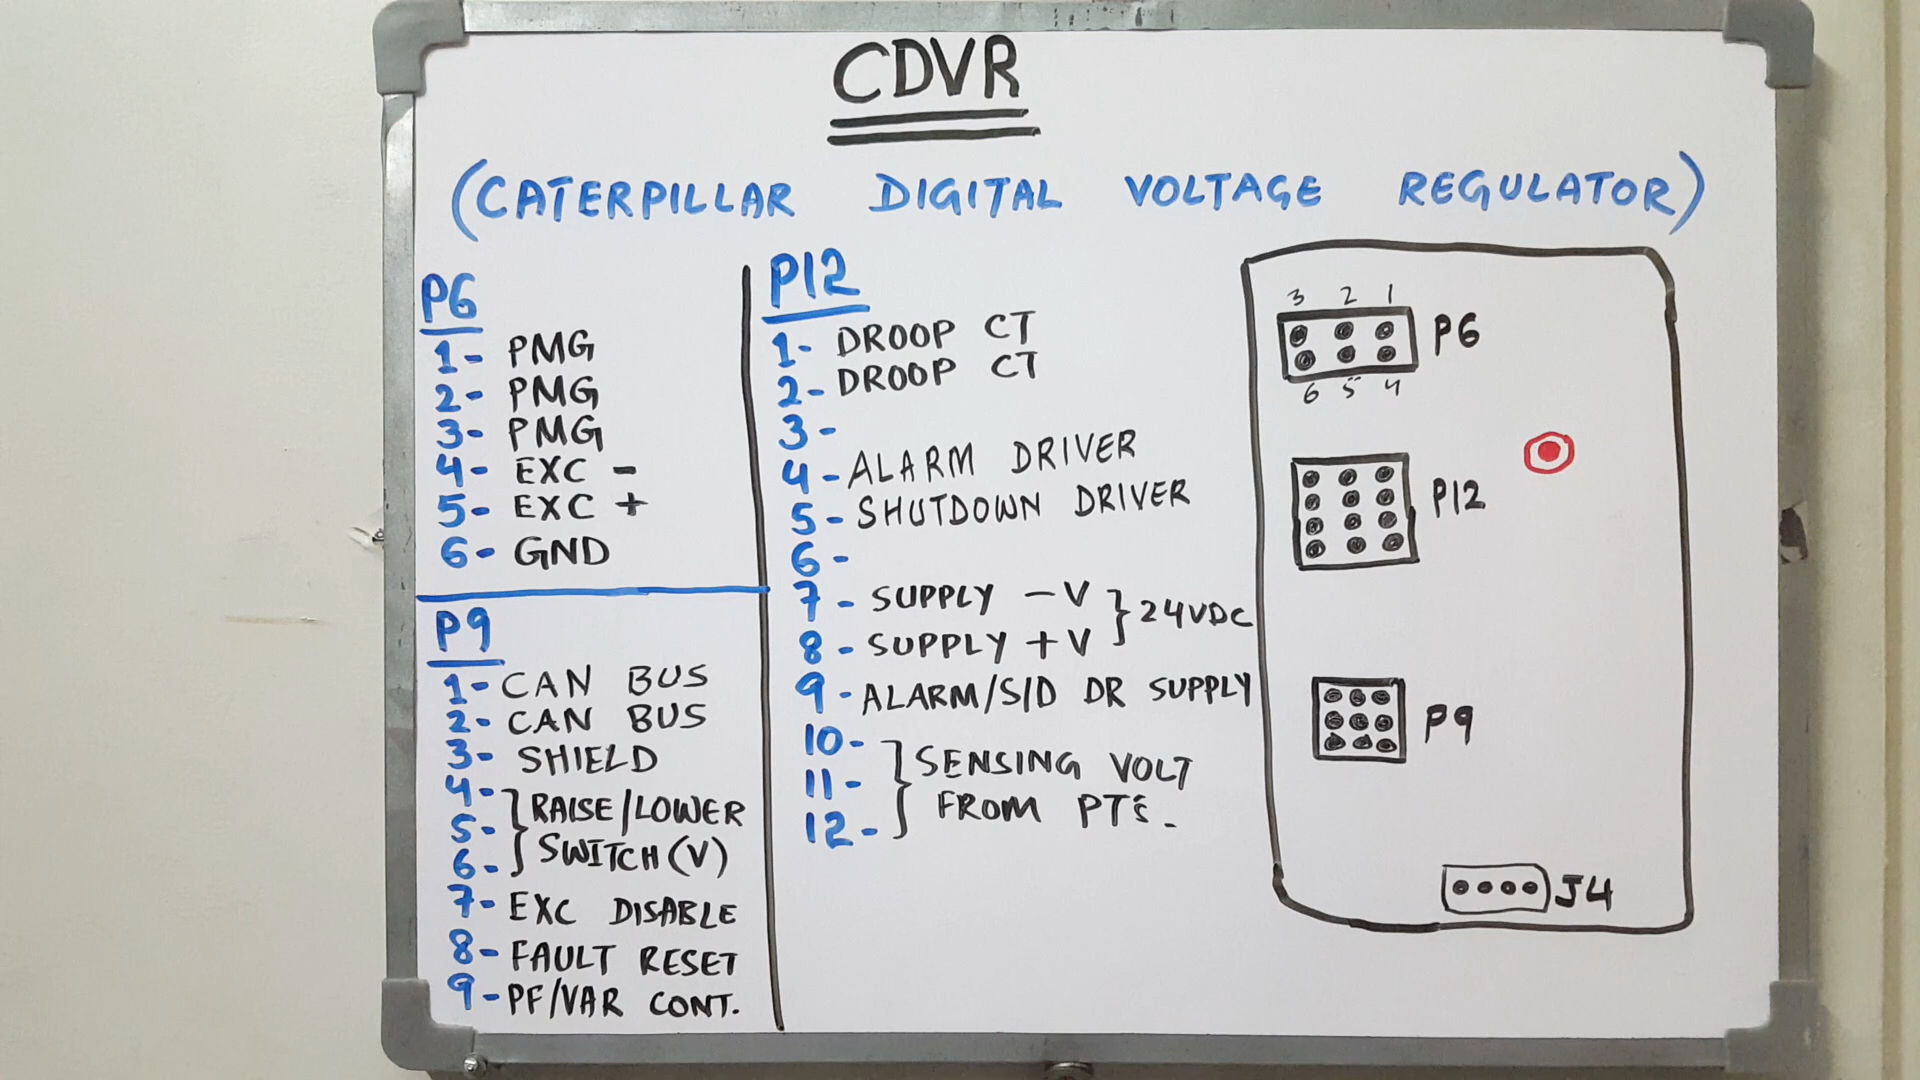 CDVR
(CATERPILLAR DIGITAL VOLTAGE REGULATOR)
P6
1- PMG
2- PMG
3- PMG
4- EXC -
5- EXC +
6- GND
P9
1- CAN BUS
2- CAN BUS
3- SHIELD
4-
5- } RAISE/LOWER
6- SWITCH (V)
7- EXC DISABLE
8- FAULT RESET
9- PF/VAR CONT.
P12
1- DROOP CT
2- DROOP CT
3-
4- ALARM DRIVER
5- SHUTDOWN DRIVER
6-
7- SUPPLY -V } 24VDC
8- SUPPLY +V
9- ALARM/S/D DR SUPPLY
10-
11- } SENSING VOLT
12- FROM PTS.
3 2 1
P6
6 5 4
P12
P9
J4